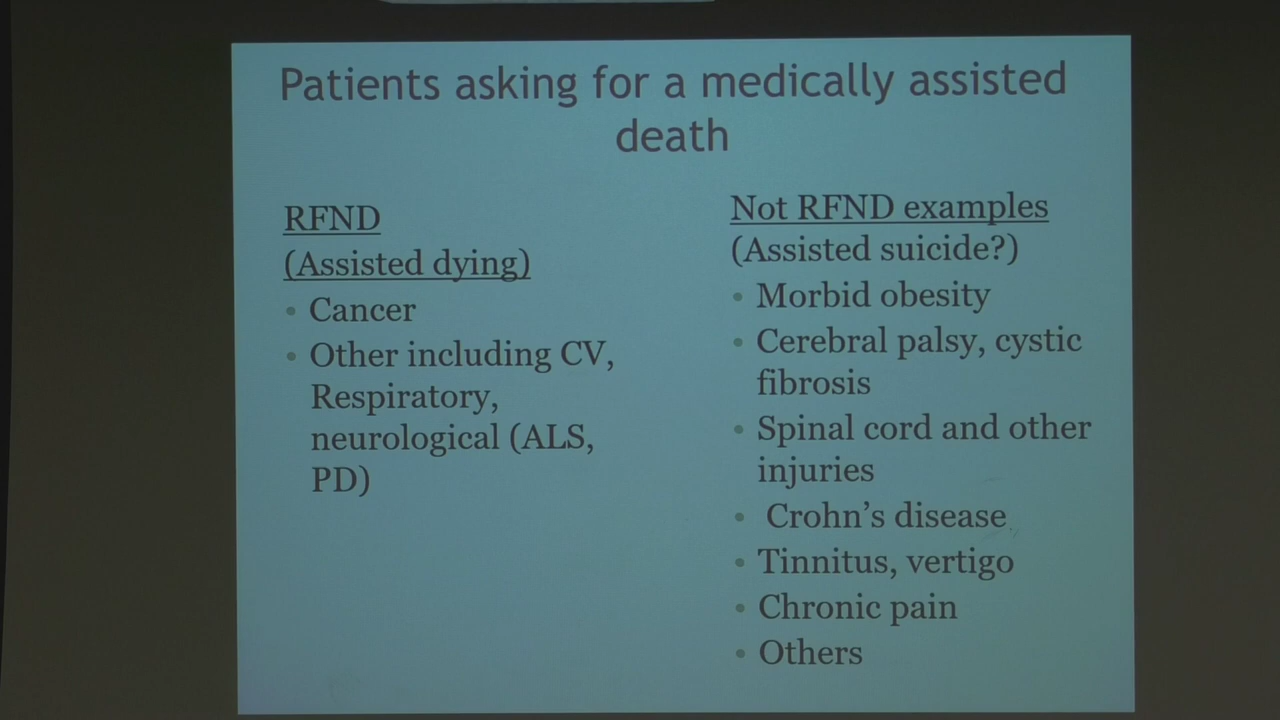 Patients asking for a medically assisted
death
RFND
(Assisted dying)
• Cancer
• Other including CV,
Respiratory,
neurological (ALS,
PD)
Not RFND examples
(Assisted suicide?)
• Morbid obesity
• Cerebral palsy, cystic
fibrosis
• Spinal cord and other
injuries
• Crohn’s disease
• Tinnitus, vertigo
• Chronic pain
• Others